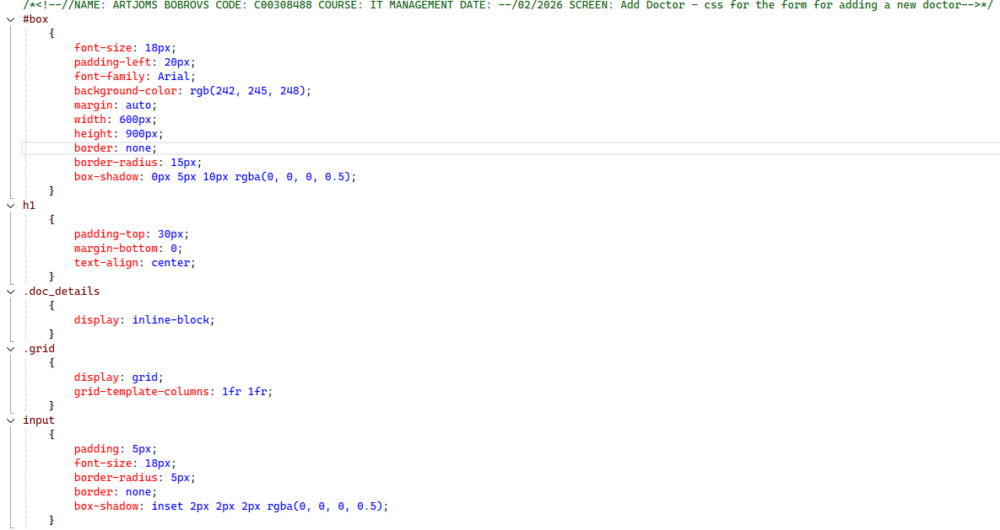 /*<!--//NAME: ARTJOMS BOBROVS CODE: C00308488 COURSE: IT MANAGEMENT DATE: --/02/2026 SCREEN: Add Doctor - css for the form for adding a new doctor-->*/
#box
{
font-size: 18px;
padding-left: 20px;
font-family: Arial;
background-color: rgb(242, 245, 248);
margin: auto;
width: 600px;
height: 900px;
border: none;
border-radius: 15px;
box-shadow: 0px 5px 10px rgba(0, 0, 0, 0.5);
}
h1
{
padding-top: 30px;
margin-bottom: 0;
text-align: center;
}
.doc_details
{
display: inline-block;
}
.grid
{
display: grid;
grid-template-columns: 1fr 1fr;
}
input
{
padding: 5px;
font-size: 18px;
border-radius: 5px;
border: none;
box-shadow: inset 2px 2px 2px rgba(0, 0, 0, 0.5);
}